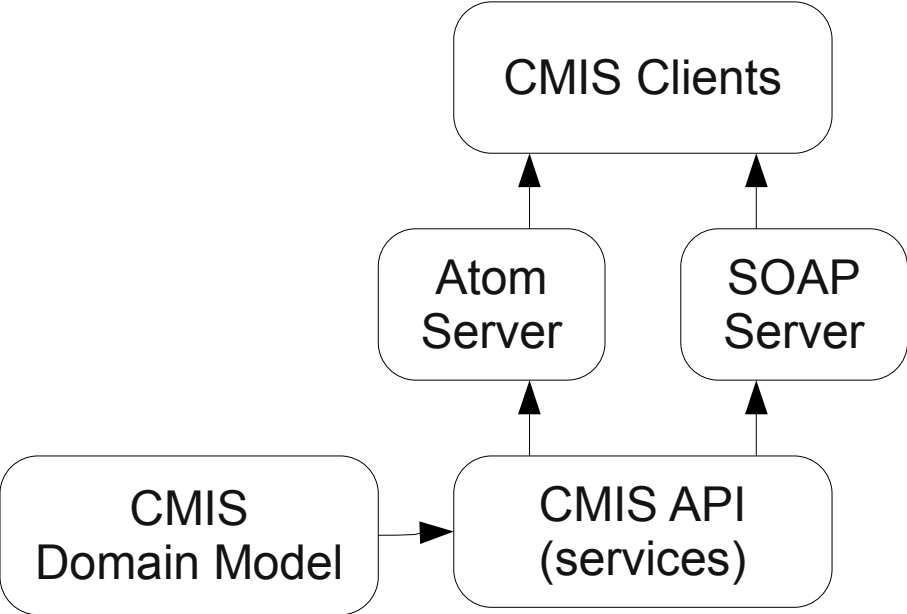 CMIS Clients
Atom
Server
SOAP
Server
CMIS
Domain Model
CMIS API
(services)